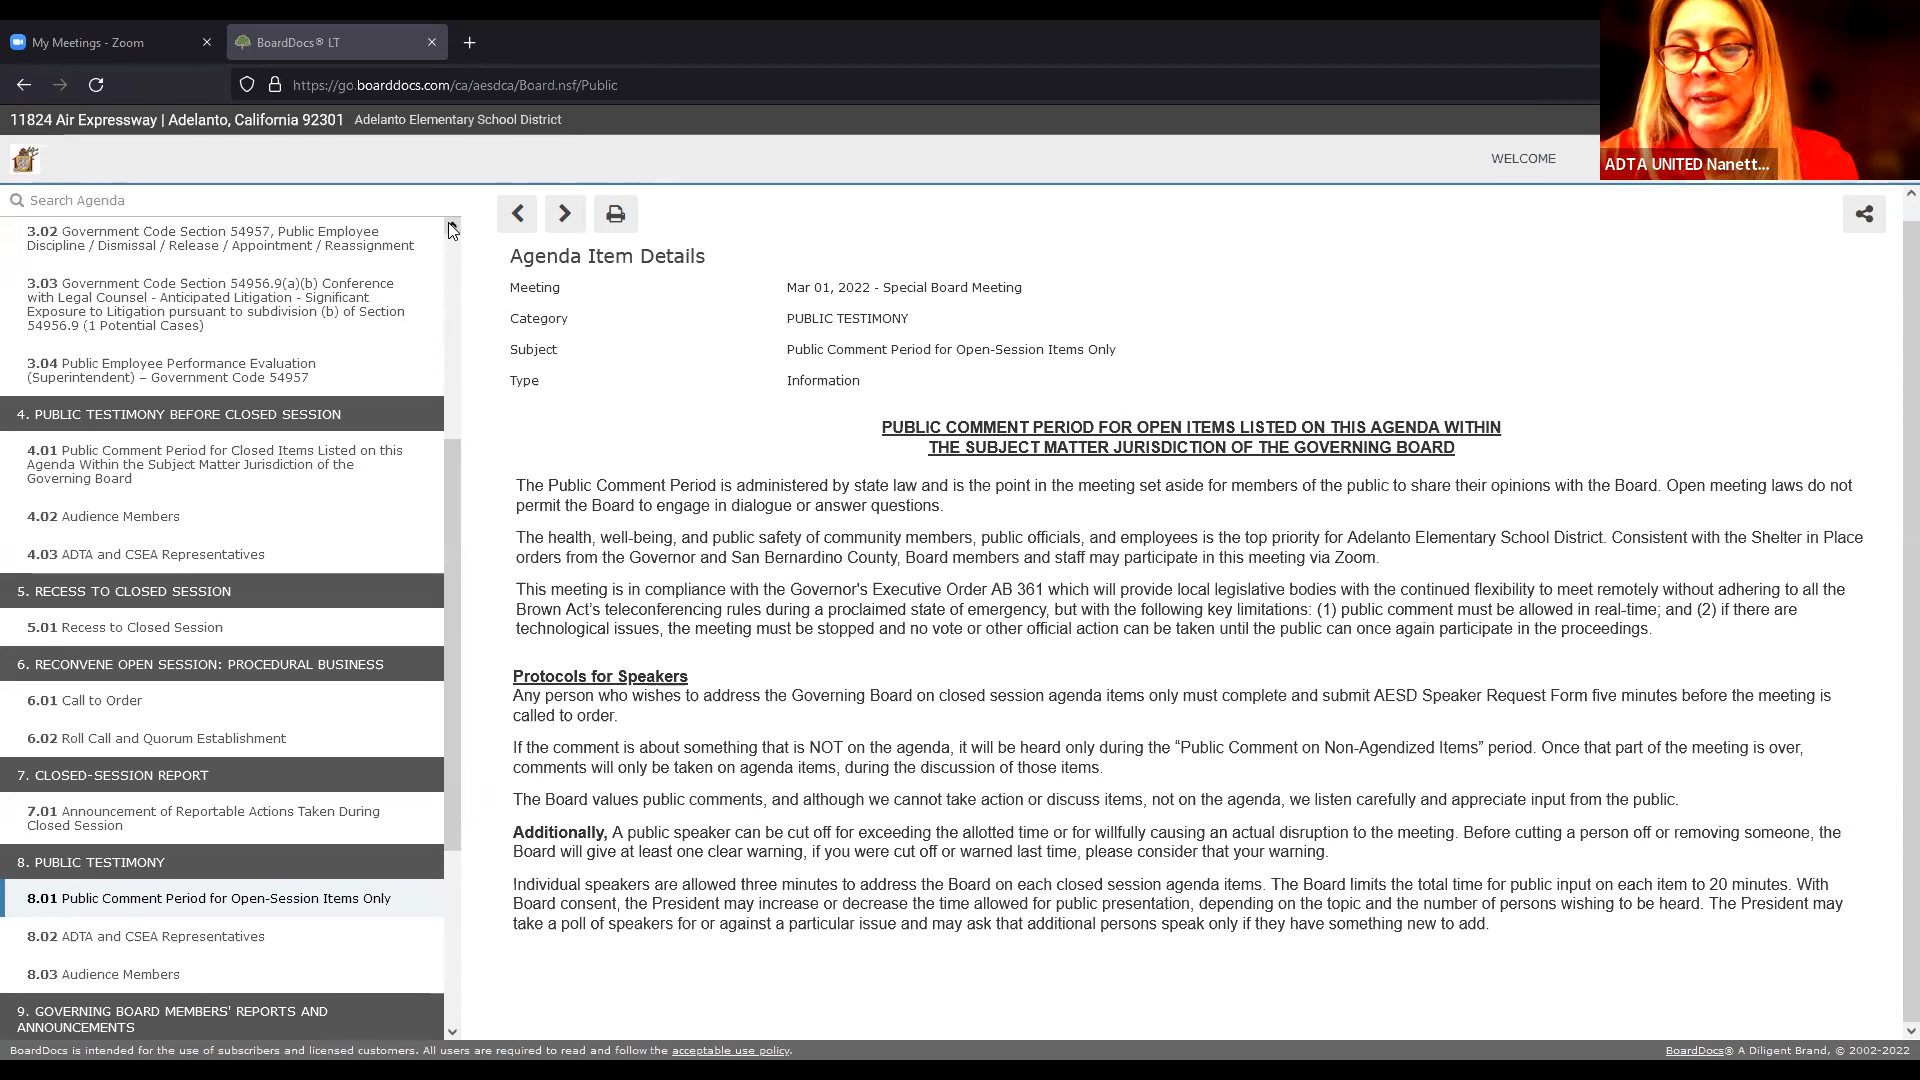 My Meetings - Zoom
BoardDocs® LT
https://go.boarddocs.com/ca/aesdca/Board.nsf/Public
11824 Air Expressway | Adelanto, California 92301 Adelanto Elementary School District
WELCOME
ADTA UNITED Nanett...
Search Agenda
3.02 Government Code Section 54957, Public Employee
Discipline / Dismissal / Release / Appointment / Reassignment
3.03 Government Code Section 54956.9(a)(b) Conference
with Legal Counsel - Anticipated Litigation - Significant
Exposure to Litigation pursuant to subdivision (b) of Section
54956.9 (1 Potential Cases)
3.04 Public Employee Performance Evaluation
(Superintendent) – Government Code 54957
4. PUBLIC TESTIMONY BEFORE CLOSED SESSION
4.01 Public Comment Period for Closed Items Listed on this
Agenda Within the Subject Matter Jurisdiction of the
Governing Board
4.02 Audience Members
4.03 ADTA and CSEA Representatives
5. RECESS TO CLOSED SESSION
5.01 Recess to Closed Session
6. RECONVENE OPEN SESSION: PROCEDURAL BUSINESS
6.01 Call to Order
6.02 Roll Call and Quorum Establishment
7. CLOSED-SESSION REPORT
7.01 Announcement of Reportable Actions Taken During
Closed Session
8. PUBLIC TESTIMONY
8.01 Public Comment Period for Open-Session Items Only
8.02 ADTA and CSEA Representatives
8.03 Audience Members
9. GOVERNING BOARD MEMBERS' REPORTS AND
ANNOUNCEMENTS
Agenda Item Details
Meeting Mar 01, 2022 - Special Board Meeting
Category PUBLIC TESTIMONY
Subject Public Comment Period for Open-Session Items Only
Type Information
PUBLIC COMMENT PERIOD FOR OPEN ITEMS LISTED ON THIS AGENDA WITHIN
THE SUBJECT MATTER JURISDICTION OF THE GOVERNING BOARD
The Public Comment Period is administered by state law and is the point in the meeting set aside for members of the public to share their opinions with the Board. Open meeting laws do not
permit the Board to engage in dialogue or answer questions.
The health, well-being, and public safety of community members, public officials, and employees is the top priority for Adelanto Elementary School District. Consistent with the Shelter in Place
orders from the Governor and San Bernardino County, Board members and staff may participate in this meeting via Zoom.
This meeting is in compliance with the Governor's Executive Order AB 361 which will provide local legislative bodies with the continued flexibility to meet remotely without adhering to all the
Brown Act’s teleconferencing rules during a proclaimed state of emergency, but with the following key limitations: (1) public comment must be allowed in real-time; and (2) if there are
technological issues, the meeting must be stopped and no vote or other official action can be taken until the public can once again participate in the proceedings.
Protocols for Speakers
Any person who wishes to address the Governing Board on closed session agenda items only must complete and submit AESD Speaker Request Form five minutes before the meeting is
called to order.
If the comment is about something that is NOT on the agenda, it will be heard only during the “Public Comment on Non-Agendized Items” period. Once that part of the meeting is over,
comments will only be taken on agenda items, during the discussion of those items.
The Board values public comments, and although we cannot take action or discuss items, not on the agenda, we listen carefully and appreciate input from the public.
Additionally, A public speaker can be cut off for exceeding the allotted time or for willfully causing an actual disruption to the meeting. Before cutting a person off or removing someone, the
Board will give at least one clear warning, if you were cut off or warned last time, please consider that your warning.
Individual speakers are allowed three minutes to address the Board on each closed session agenda items. The Board limits the total time for public input on each item to 20 minutes. With
Board consent, the President may increase or decrease the time allowed for public presentation, depending on the topic and the number of persons wishing to be heard. The President may
take a poll of speakers for or against a particular issue and may ask that additional persons speak only if they have something new to add.
BoardDocs is intended for the use of subscribers and licensed customers. All users are required to read and follow the acceptable use policy.
BoardDocs® A Diligent Brand, © 2002-2022